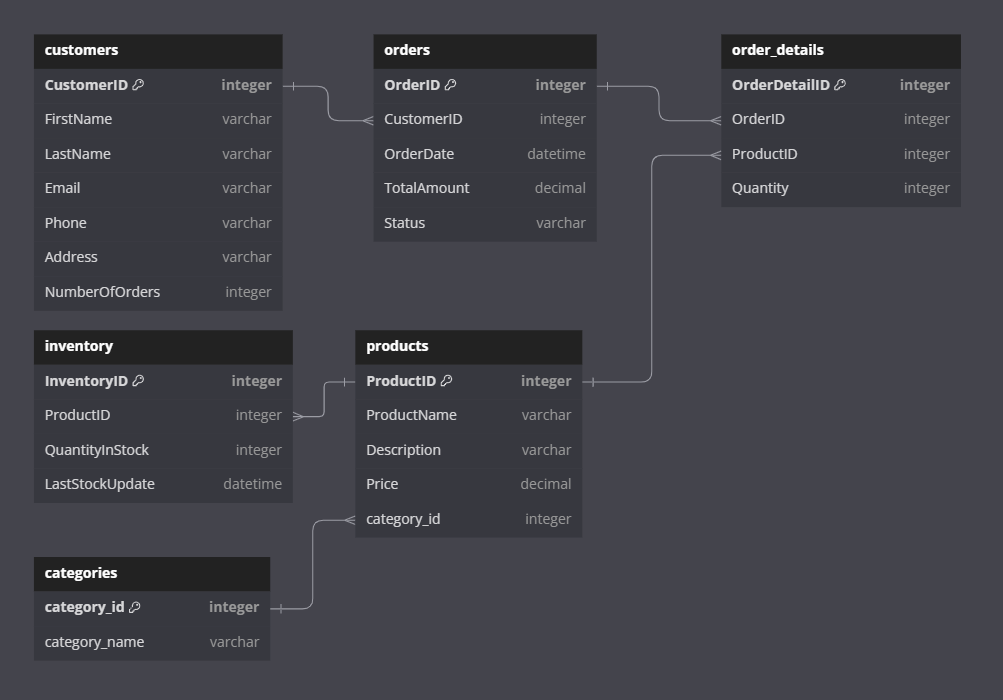 customers
CustomerID integer
FirstName varchar
LastName varchar
Email varchar
Phone varchar
Address varchar
NumberOfOrders integer
orders
OrderID integer
CustomerID integer
OrderDate datetime
TotalAmount decimal
Status varchar
order_details
OrderDetailID integer
OrderID integer
ProductID integer
Quantity integer
inventory
InventoryID integer
ProductID integer
QuantityInStock integer
LastStockUpdate datetime
products
ProductID integer
ProductName varchar
Description varchar
Price decimal
category_id integer
categories
category_id integer
category_name varchar